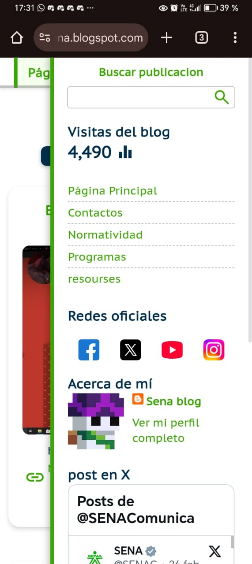 17:31
39 %
na.blogspot.com
3
Pág
Buscar publicacion
Visitas del blog
4,490
Página Principal
Contactos
Normatividad
Programas
resourses
Redes oficiales
Acerca de mí
Sena blog
Ver mi perfil
completo
post en X
Posts de
@SENAComunica
SENA